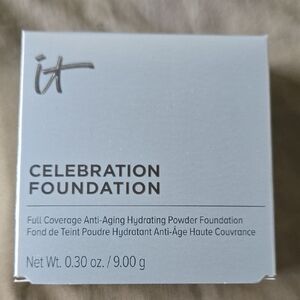 it
CELEBRATION
FOUNDATION
Full Coverage Anti-Aging Hydrating Powder Foundation
Fond de Teint Poudre Hydratant Anti-Âge Haute Couvrance
Net Wt. 0.30 oz. / 9.00 g